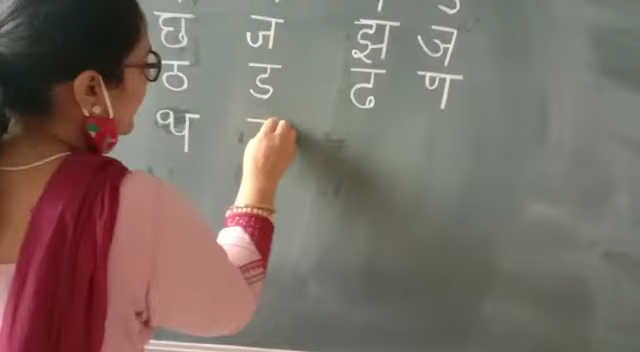 छ ज झ ञ
ठ ड ढ ण
थ